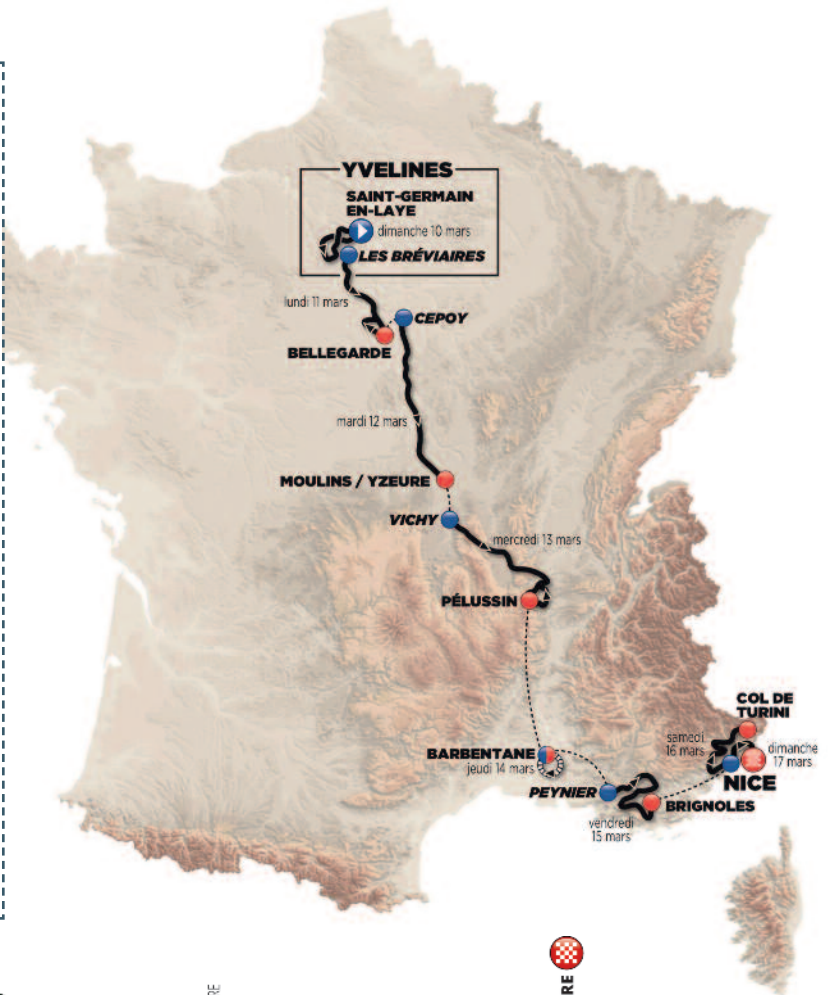 YVELINES
SAINT-GERMAIN
EN-LAYE
dimanche 10 mars
LES BRÉVIAIRES
lundi 11 mars
CEPOY
BELLEGARDE
mardi 12 mars
MOULINS / YZEURE
VICHY
mercredi 13 mars
PÉLUSSIN
COL DE
TURINI
samedi
16 mars
dimanche
17 mars
NICE
BARBENTANE
jeudi 14 mars
PEYNIER
BRIGNOLES
vendredi
15 mars
RE
RE